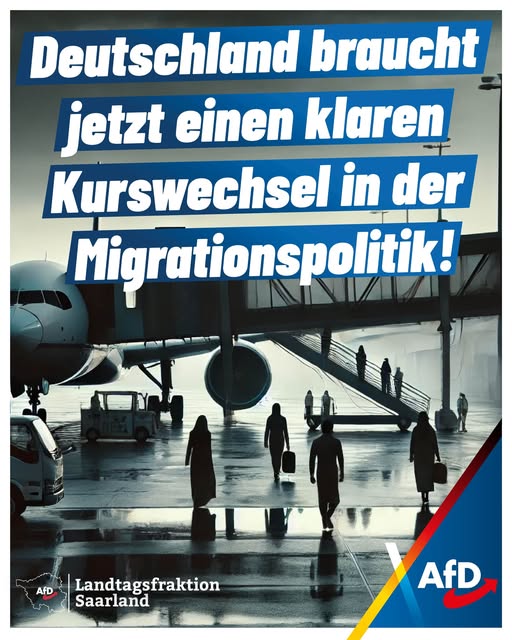 Deutschland braucht
jetzt einen klaren
Kurswechsel in der
Migrationspolitik!
AfD
Landtagsfraktion
Saarland
AfD